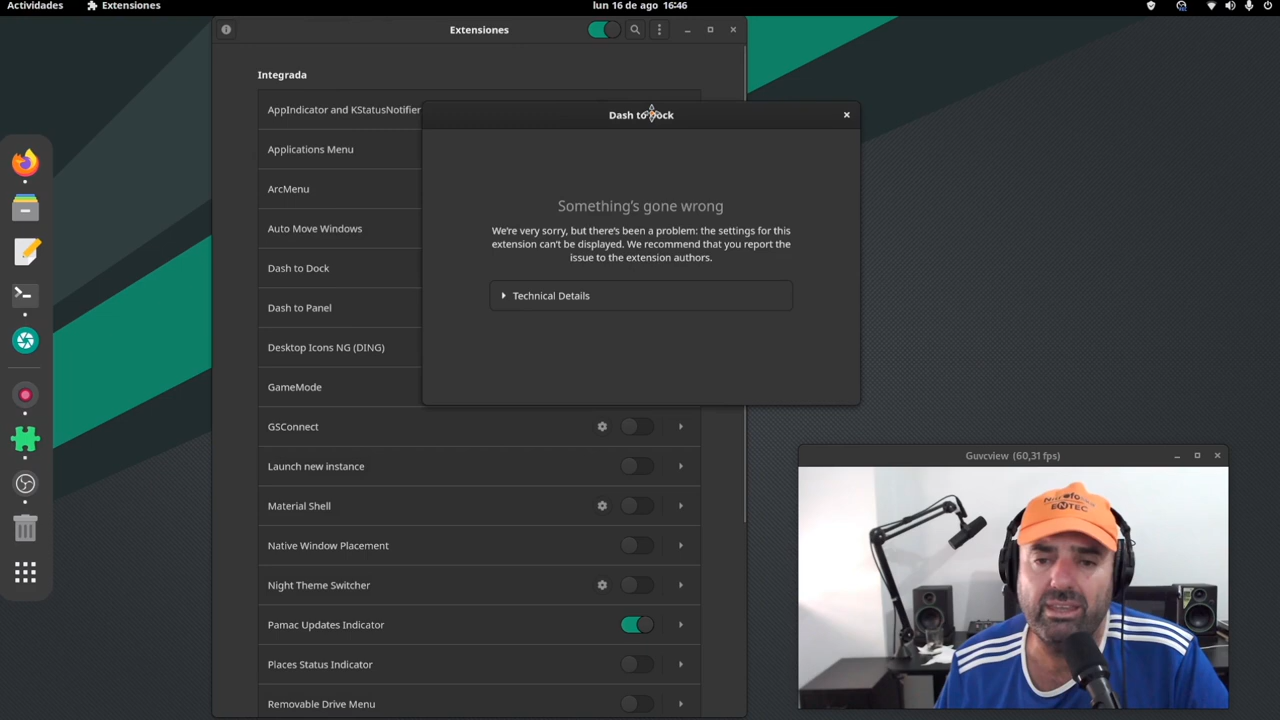 Actividades
Extensiones
lun 16 de ago 16:46
Extensiones
Integrada
AppIndicator and KStatusNotifier
Applications Menu
ArcMenu
Auto Move Windows
Dash to Dock
Dash to Panel
Desktop Icons NG (DING)
GameMode
GSConnect
Launch new instance
Material Shell
Native Window Placement
Night Theme Switcher
Pamac Updates Indicator
Places Status Indicator
Removable Drive Menu
Dash to Dock
Something's gone wrong
We're very sorry, but there's been a problem: the settings for this
extension can't be displayed. We recommend that you report the
issue to the extension authors.
Technical Details
Guvcview (60,31 fps)
ENTEC